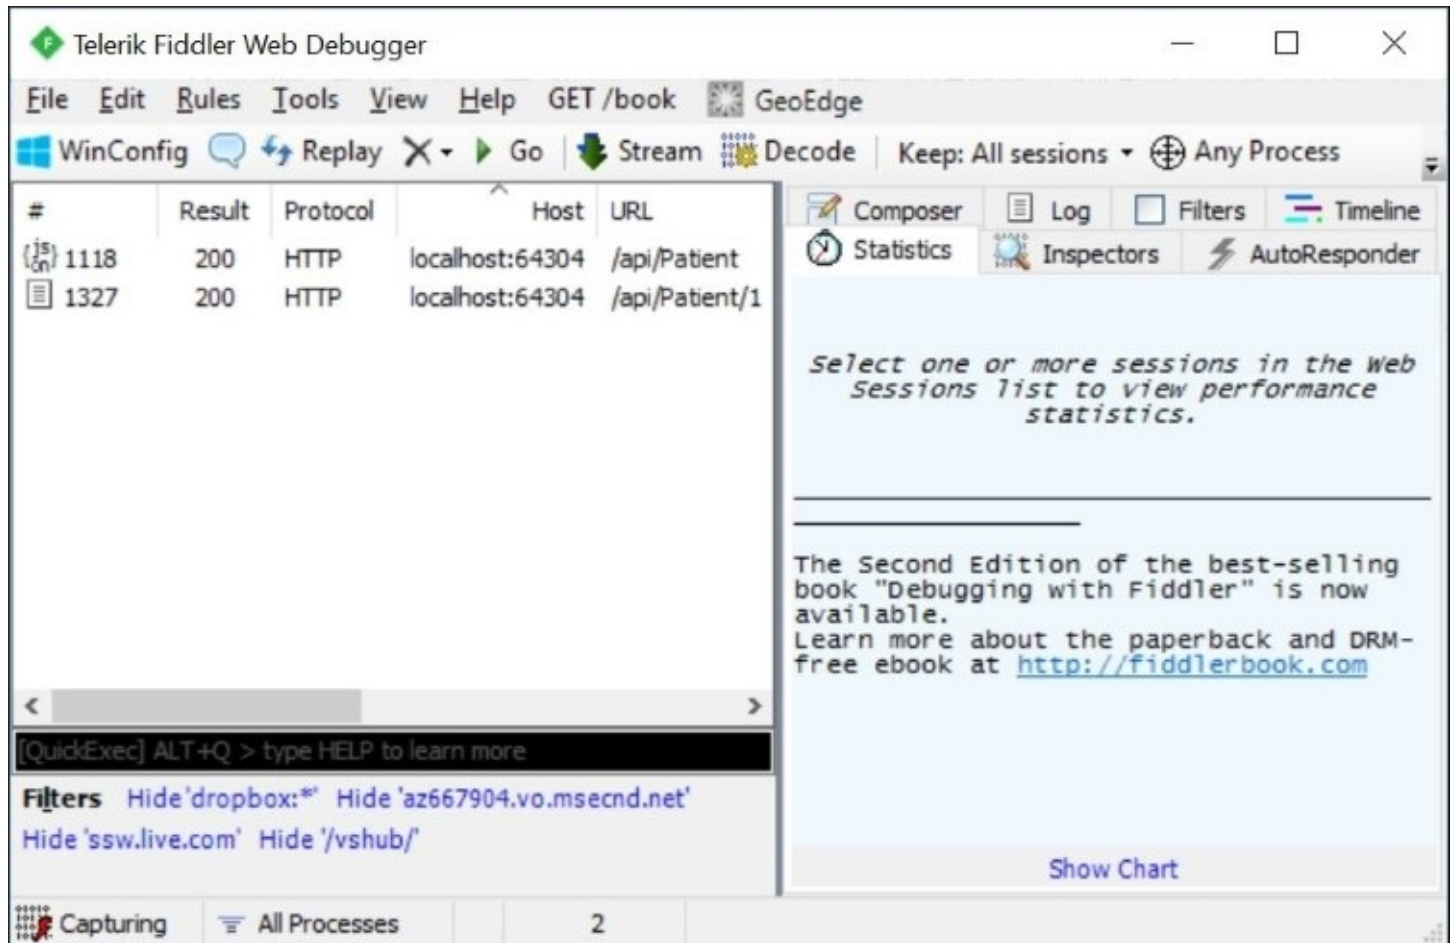 Telerik Fiddler Web Debugger
File Edit Rules Tools View Help GET /book GeoEdge
WinConfig Replay Go Stream Decode Keep: All sessions Any Process
# Result Protocol Host URL
1118 200 HTTP localhost:64304 /api/Patient
1327 200 HTTP localhost:64304 /api/Patient/1
[QuickExec] ALT+Q > type HELP to learn more
Filters Hide 'dropbox:*' Hide 'az667904.vo.msecnd.net'
Hide 'ssw.live.com' Hide '/vshub/'
Composer Log Filters Timeline
Statistics Inspectors AutoResponder
Select one or more sessions in the Web
Sessions list to view performance
statistics.
The Second Edition of the best-selling
book "Debugging with Fiddler" is now
available.
Learn more about the paperback and DRM-
free ebook at http://fiddlerbook.com
Show Chart
Capturing All Processes 2